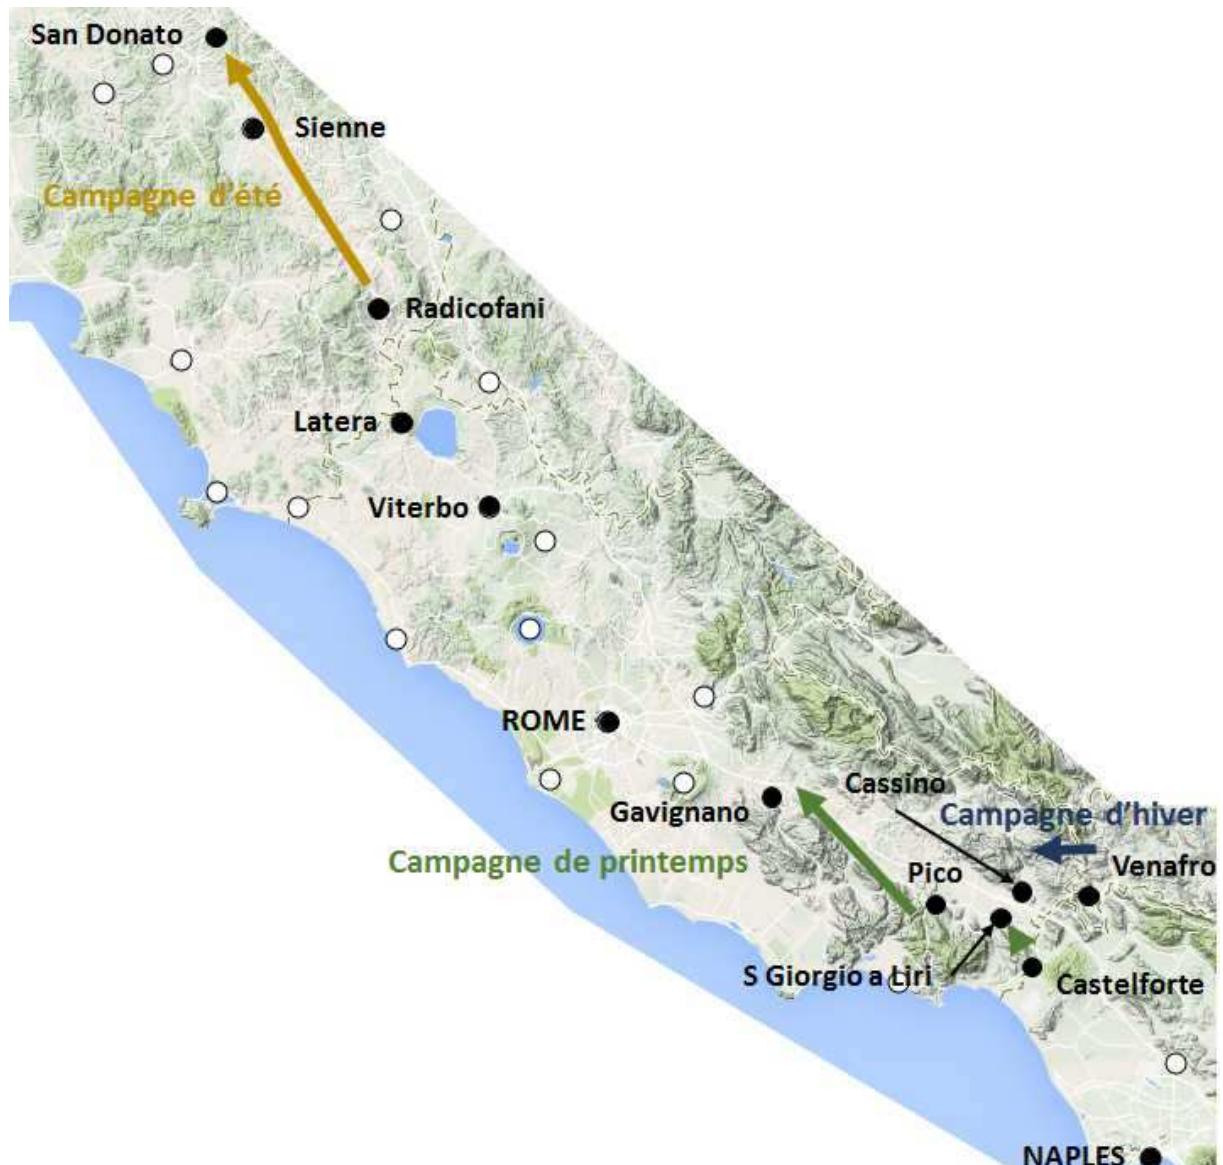 San Donato
Sienne
Campagne d'été
Radicofani
Latera
Viterbo
ROME
Cassino
Gavignano
Campagne d'hiver
Campagne de printemps
Pico
Venafro
S Giorgio a Liri
Castelforte
NAPLES